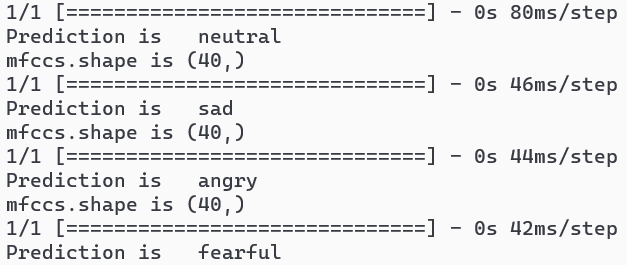 1/1 [==============================] - 0s 80ms/step
Prediction is   neutral
mfccs.shape is (40,)
1/1 [==============================] - 0s 46ms/step
Prediction is   sad
mfccs.shape is (40,)
1/1 [==============================] - 0s 44ms/step
Prediction is   angry
mfccs.shape is (40,)
1/1 [==============================] - 0s 42ms/step
Prediction is   fearful